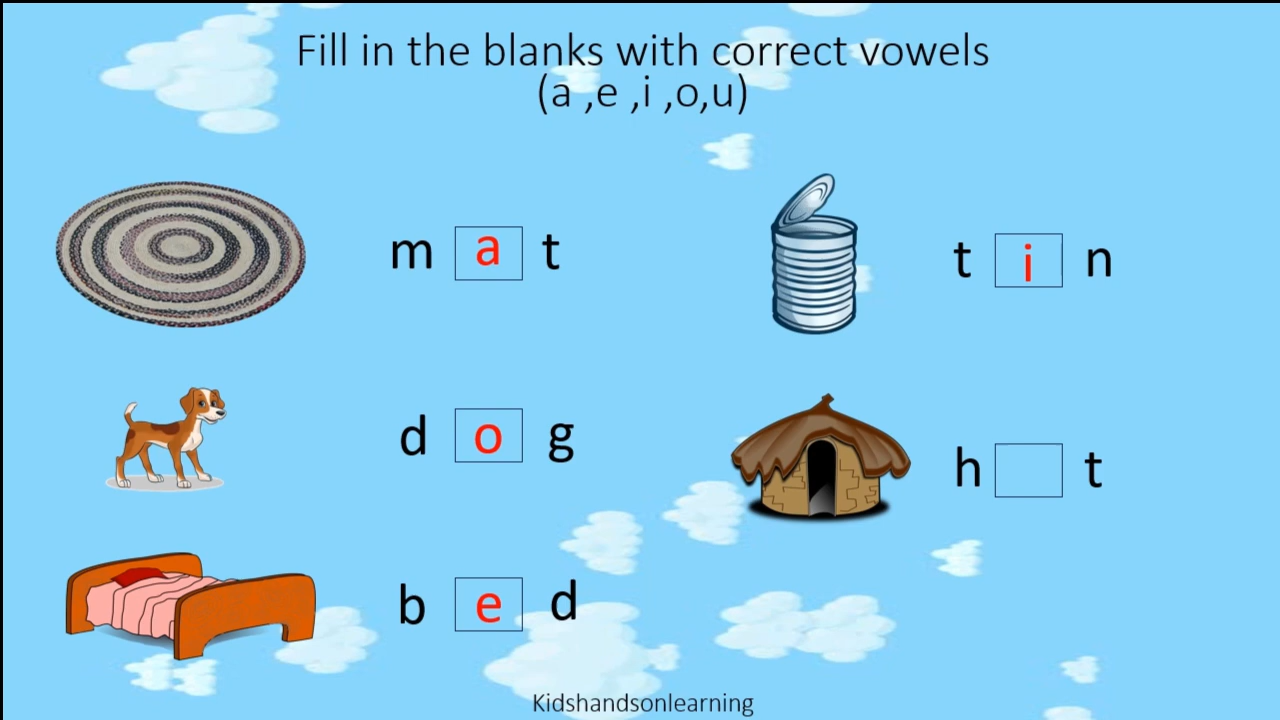 Fill in the blanks with correct vowels
(a ,e ,i ,o,u)
m a t
t i n
d o g
h t
b e d
Kidshandsonlearning